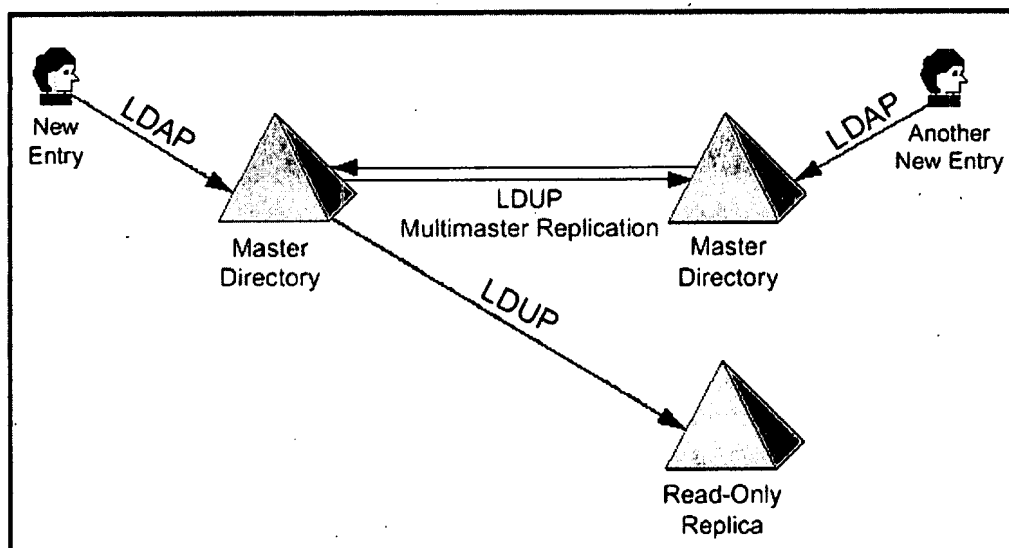 LDAP
New
Entry
LDAP
Another
New Entry
LDUP
Multimaster Replication
Master
Directory
Master
Directory
LDUP
Read-Only
Replica